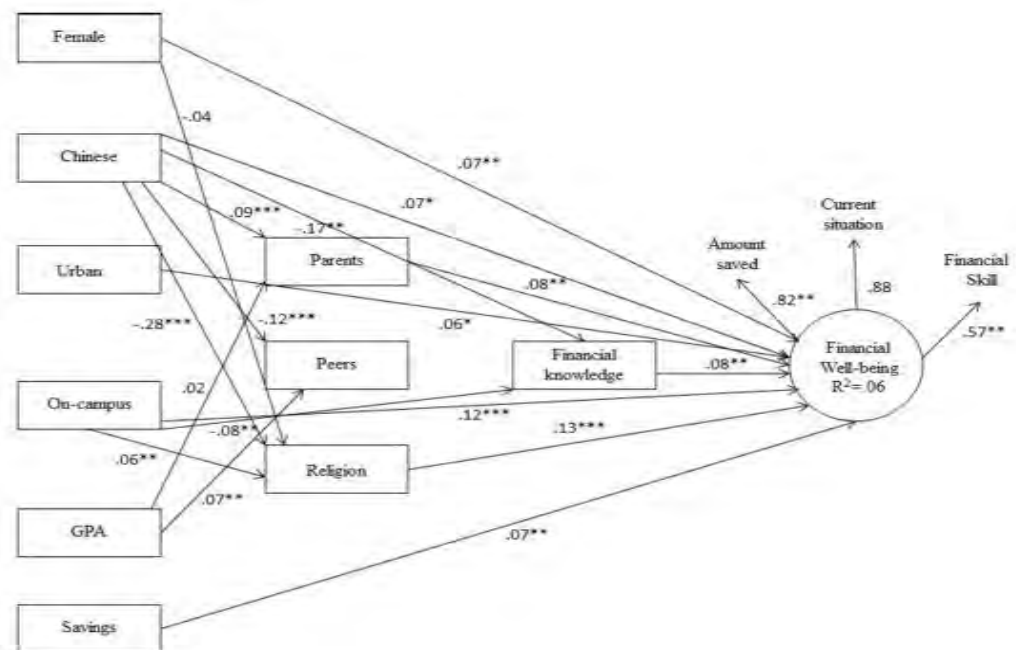 Female
-.04
Chinese
.07**
.07*
Current
situation
.09***
-.17**
Amount
saved
Parents
Financial
Skill
Urban
.08**
.82**
.88
-.28***
-.12***
.06*
.57**
Peers
Financial
knowledge
.08**
Financial
Well-being
R²=.06
On-campus
.02
.12***
-.08**
.13***
.06**
Religion
.07**
GPA
.07**
Savings